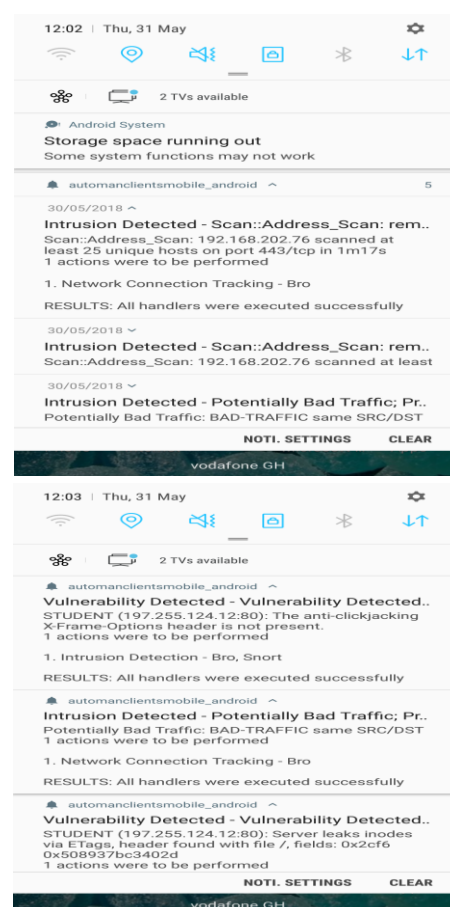 12:02 | Thu, 31 May
2 TVs available
Android System
Storage space running out
Some system functions may not work
automanclientsmobile_android ^ 5
30/05/2018
Intrusion Detected - Scan::Address_Scan: rem..
Scan::Address_Scan: 192.168.202.76 scanned at
least 25 unique hosts on port 443/tcp in 1m17s
1 actions were to be performed
1. Network Connection Tracking - Bro
RESULTS: All handlers were executed successfully
30/05/2018
Intrusion Detected - Scan::Address_Scan: rem..
Scan::Address_Scan: 192.168.202.76 scanned at least
30/05/2018
Intrusion Detected - Potentially Bad Traffic; Pr..
Potentially Bad Traffic: BAD-TRAFFIC same SRC/DST
NOTI. SETTINGS CLEAR
vodafone GH
12:03 | Thu, 31 May
2 TVs available
automanclientsmobile_android
Vulnerability Detected - Vulnerability Detected..
STUDENT (197.255.124.12:80): The anti-clickjacking
X-Frame-Options header is not present.
1 actions were to be performed
1. Intrusion Detection - Bro, Snort
RESULTS: All handlers were executed successfully
automanclientsmobile_android
Intrusion Detected - Potentially Bad Traffic; Pr..
Potentially Bad Traffic: BAD-TRAFFIC same SRC/DST
1 actions were to be performed
1. Network Connection Tracking - Bro
RESULTS: All handlers were executed successfully
automanclientsmobile_android
Vulnerability Detected - Vulnerability Detected..
STUDENT (197.255.124.12:80): Server leaks inodes
via ETags, header found with file /, fields: 0x2cf6
0x508937bc3402d
1 actions were to be performed
NOTI. SETTINGS CLEAR
vodafone GH